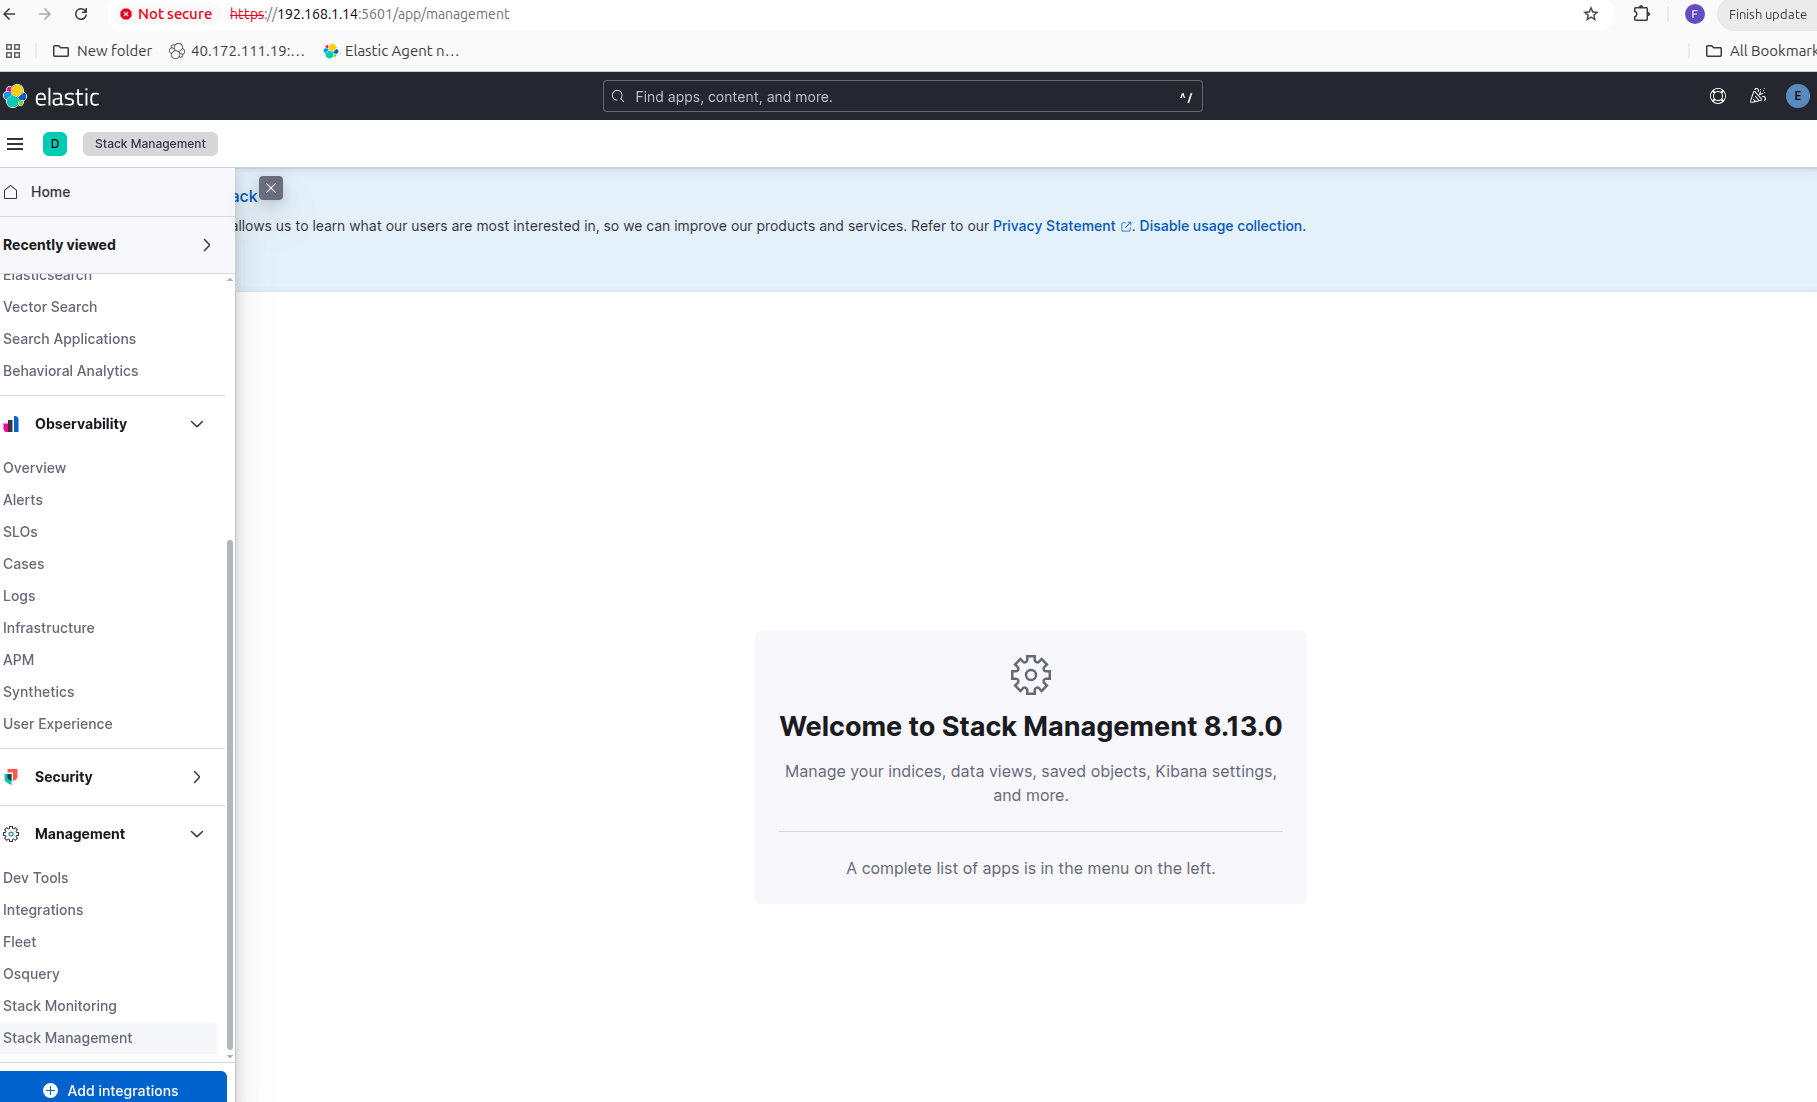 Not secure https://192.168.1.14:5601/app/management F Finish update
New folder 40.172.111.19:... Elastic Agent n... All Bookmark
elastic Find apps, content, and more. ^/ E
D Stack Management
Home
ack
allows us to learn what our users are most interested in, so we can improve our products and services. Refer to our Privacy Statement. Disable usage collection.
Recently viewed
Elasticsearch
Vector Search
Search Applications
Behavioral Analytics
Observability
Overview
Alerts
SLOs
Cases
Logs
Infrastructure
APM
Synthetics
User Experience
Security
Management
Dev Tools
Integrations
Fleet
Osquery
Stack Monitoring
Stack Management
Add integrations
Welcome to Stack Management 8.13.0
Manage your indices, data views, saved objects, Kibana settings,
and more.
A complete list of apps is in the menu on the left.